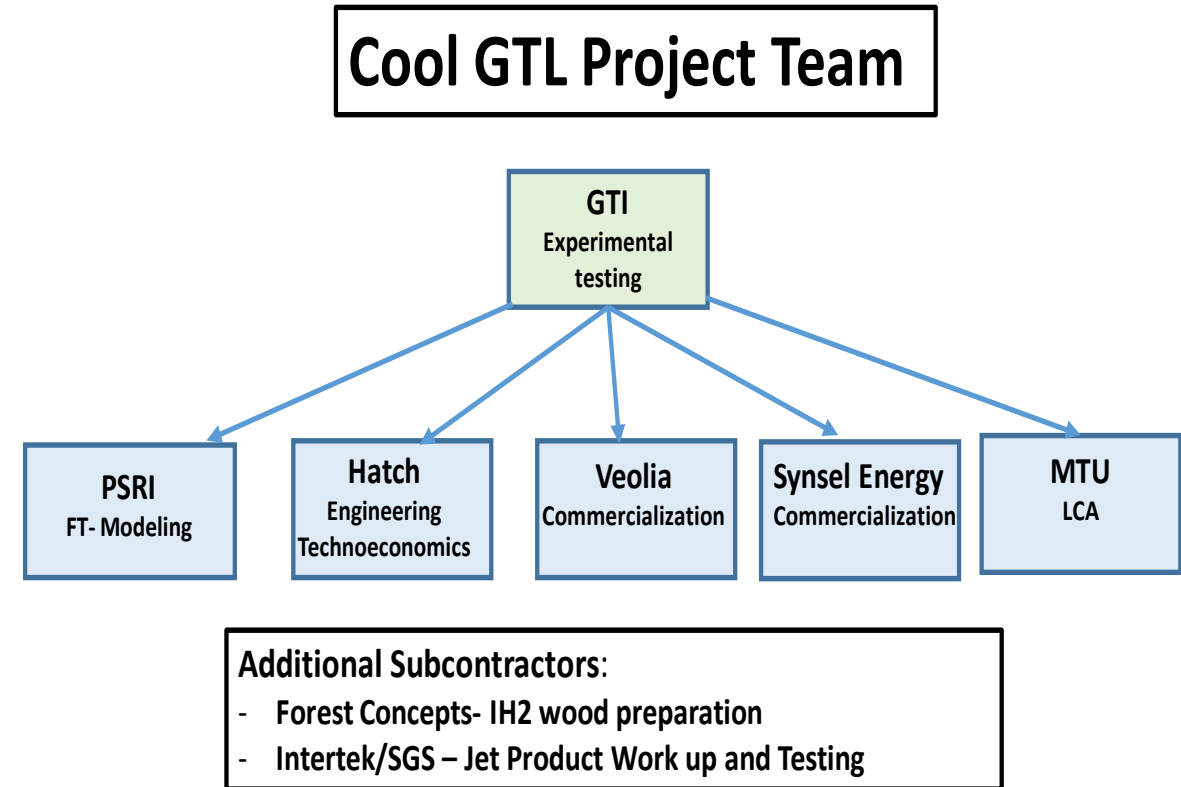 Cool GTL Project Team
GTI
Experimental
testing
PSRI
FT- Modeling
Hatch
Engineering
Technoeconomics
Veolia
Commercialization
Synsel Energy
Commercialization
MTU
LCA
Additional Subcontractors:
- Forest Concepts- IH2 wood preparation
- Intertek/SGS – Jet Product Work up and Testing